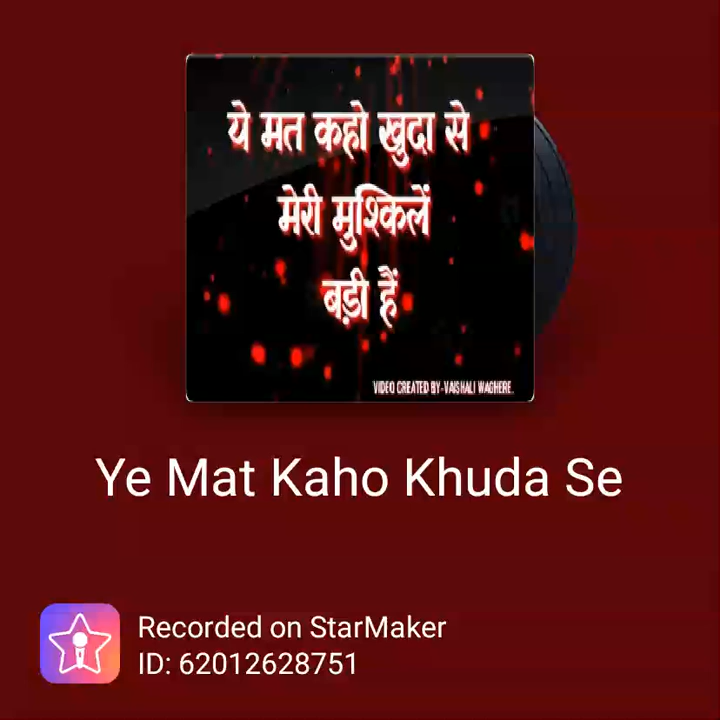 ये मत कहो खुदा से
मेरी मुश्किलें
बड़ी हैं
VIDEO CREATED BY-VAISHALI WAGHERE.
Ye Mat Kaho Khuda Se
Recorded on StarMaker
ID: 62012628751